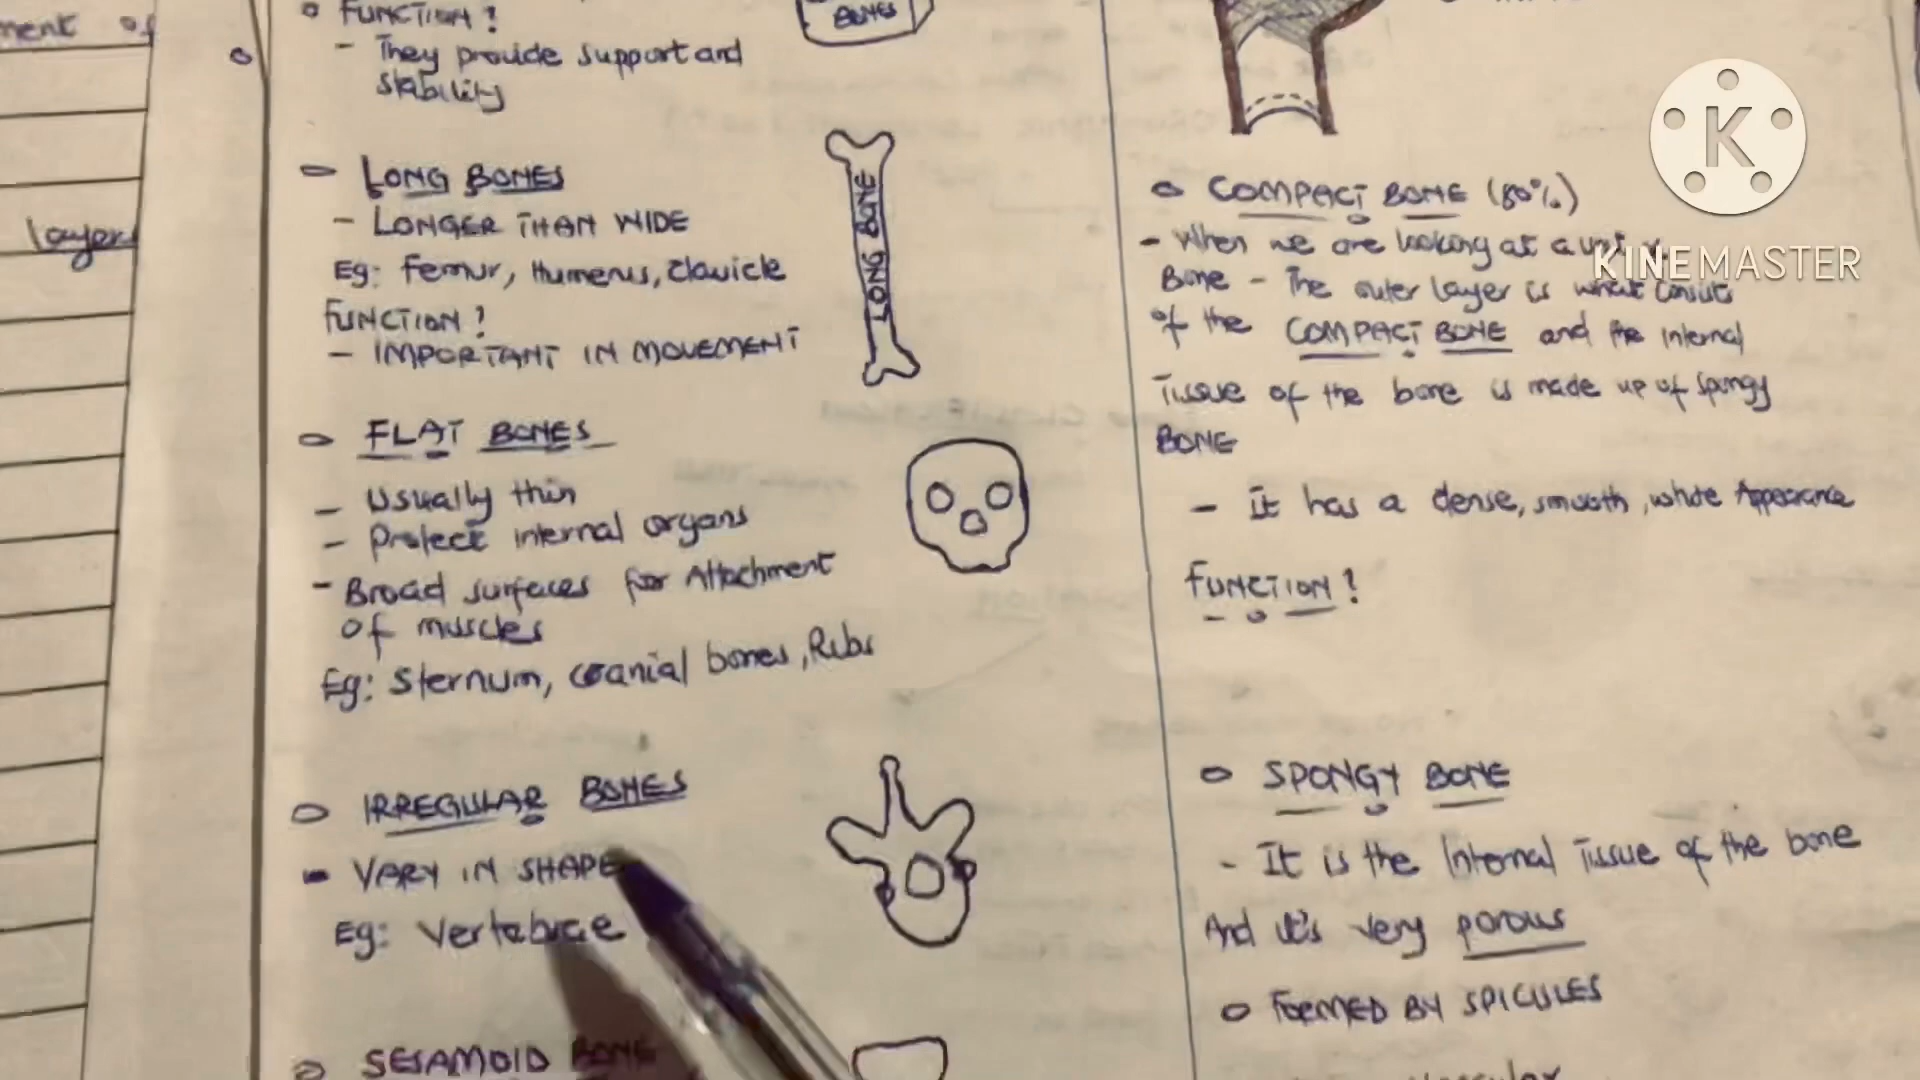 ment of
layer
FUNCTION?
- They provide support and
stability
BONES
LONG BONES
- LONGER THAN WIDE
Eg: Femur, Humerus, Clavicle
FUNCTION?
- IMPORTANT IN MOVEMENT
LONG BONE
FLAT BONES
- Usually thin
- Protect internal organs
- Broad surfaces for Attachment
of muscles
Eg: Sternum, cranial bones, Ribs
IRREGULAR BONES
- VARY IN SHAPE
Eg: Vertabrae
SESAMOID BONE
COMPACT BONE (80%)
- When we are looking at a
Bone - The outer layer is what consists
of the COMPACT BONE and the internal
Tissue of the bone is made up of spongy
BONE
- It has a dense, smooth, white Appearance
FUNCTION?
SPONGY BONE
- It is the Internal Tissue of the bone
And it's very porous
FORMED BY SPICULES
K
KINEMASTER